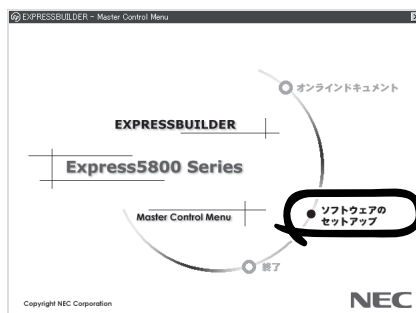 EXPRESSBUILDER - Master Control Menu
オンラインドキュメント
EXPRESSBUILDER
Express5800 Series
Master Control Menu
ソフトウェアの
セットアップ
終了
Copyright NEC Corporation
NEC